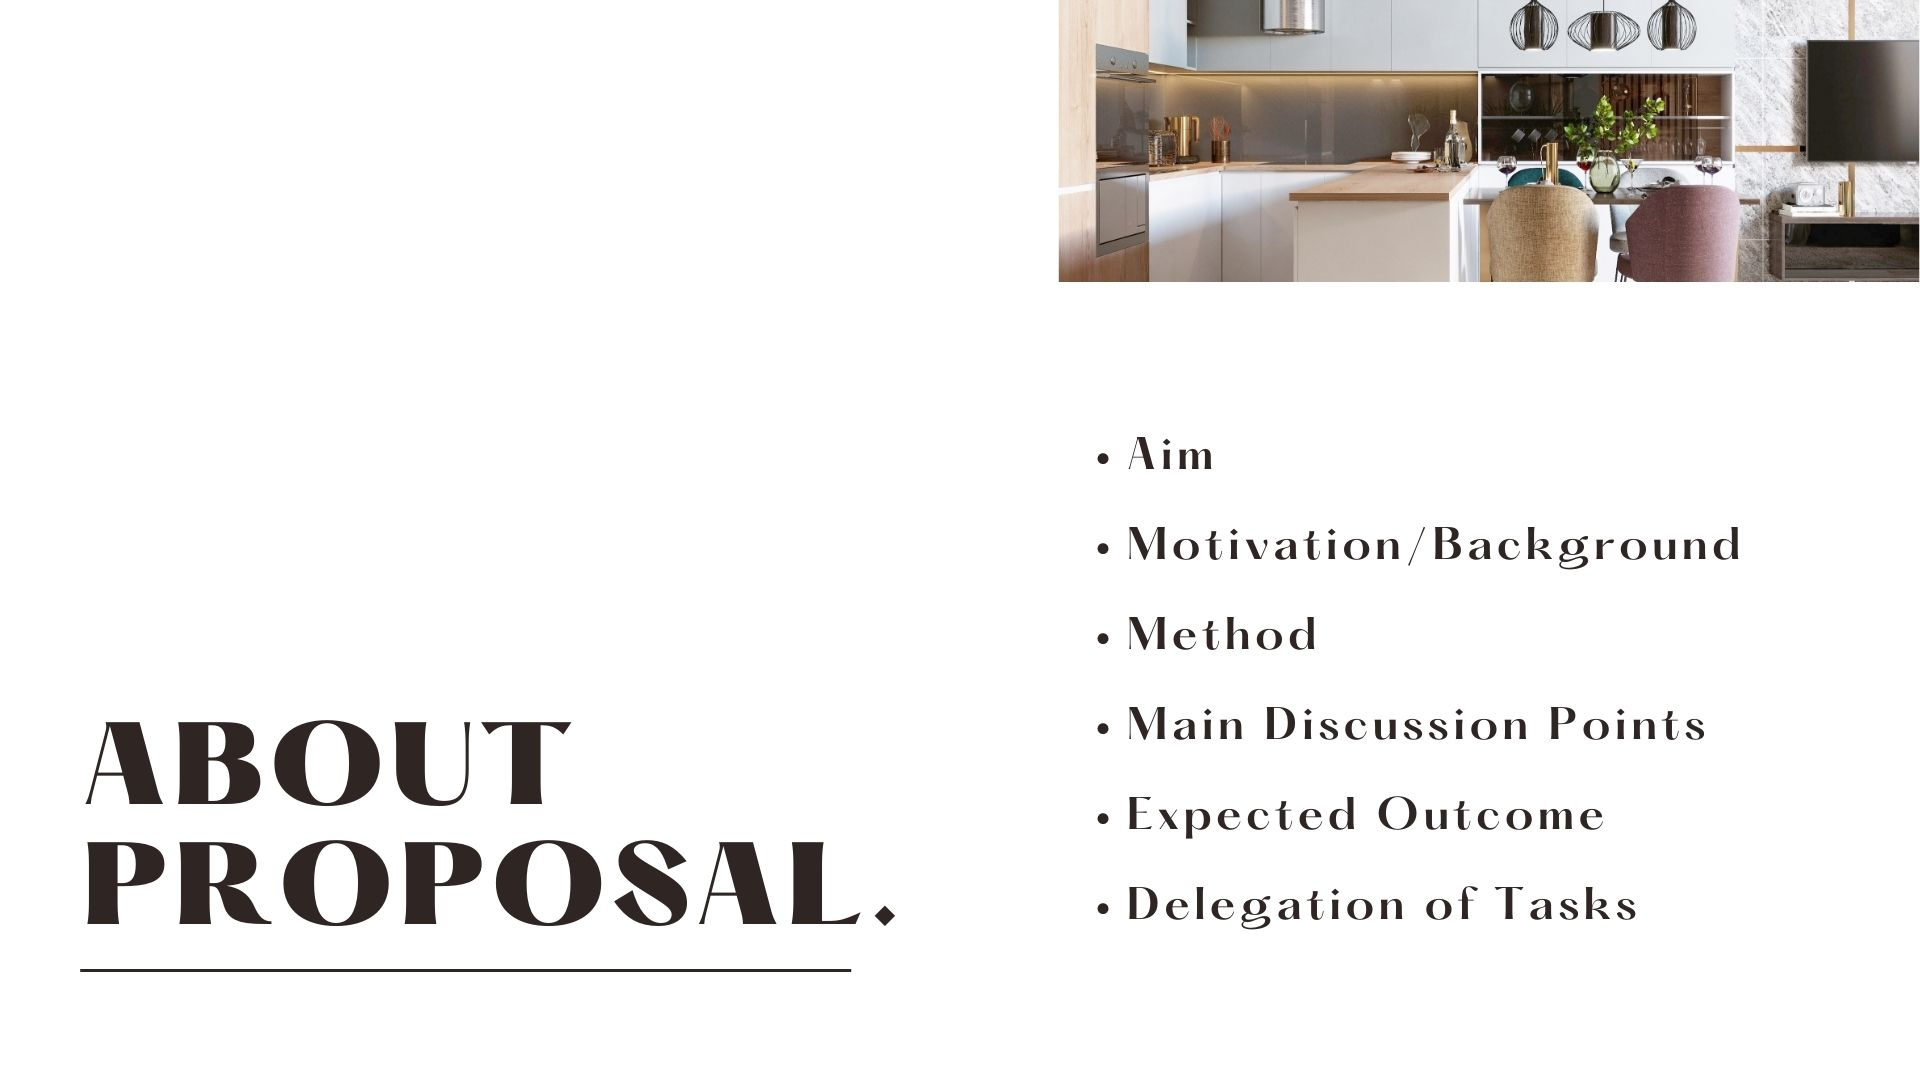 ABOUT
PROPOSAL.
• Aim
• Motivation/Background
• Method
• Main Discussion Points
• Expected Outcome
• Delegation of Tasks